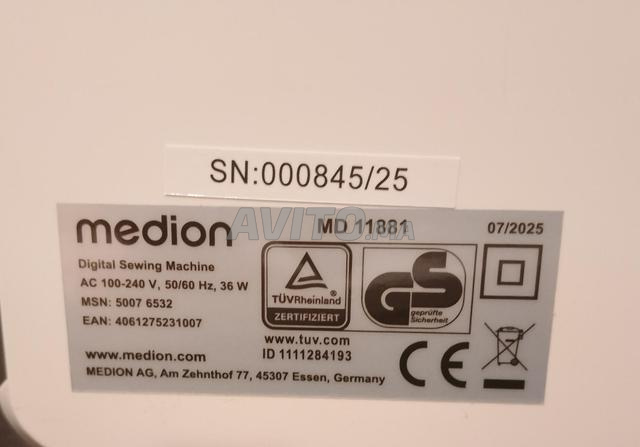 SN:000845/25
AVITO.ma
medion
MD 11881
07/2025
Digital Sewing Machine
AC 100-240 V, 50/60 Hz, 36 W
MSN: 5007 6532
EAN: 4061275231007
TÜVRheinland
ZERTIFIZIERT
GS
geprüfte
Sicherheit
www.tuv.com
ID 1111284193
www.medion.com
MEDION AG, Am Zehnthof 77, 45307 Essen, Germany
CE